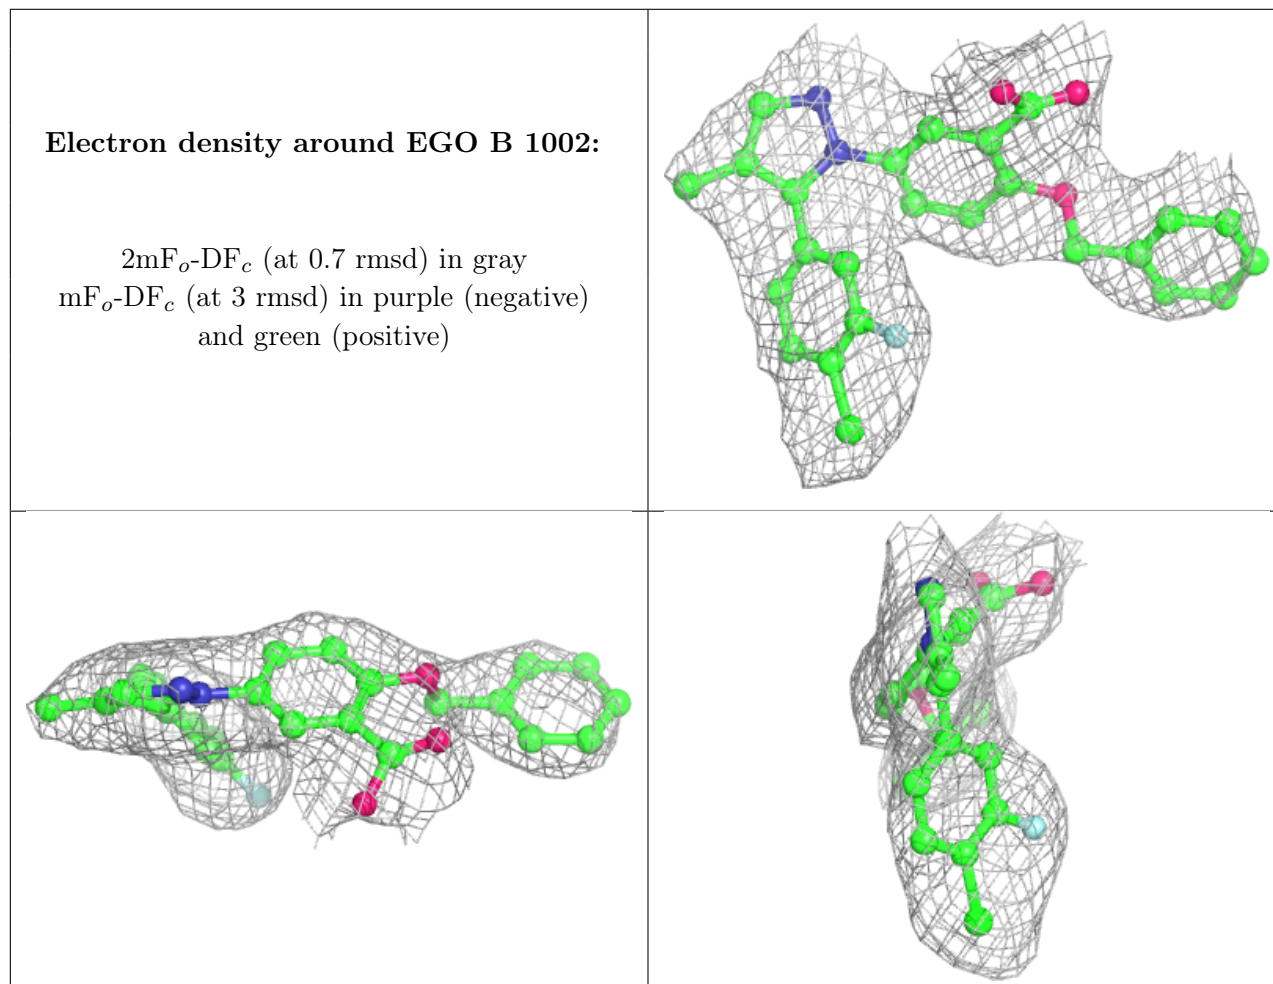 Electron density around EGO B 1002:
2mFo-DFc (at 0.7 rmsd) in gray
mFo-DFc (at 3 rmsd) in purple (negative)
and green (positive)